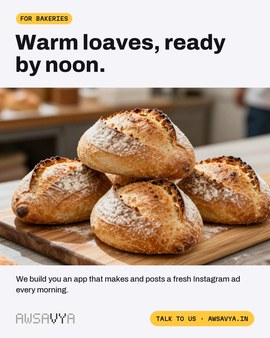 FOR BAKERIES
Warm loaves, ready
by noon.
We build you an app that makes and posts a fresh Instagram ad
every morning.
AWSAVYA
TALK TO US · AWSAVYA.IN